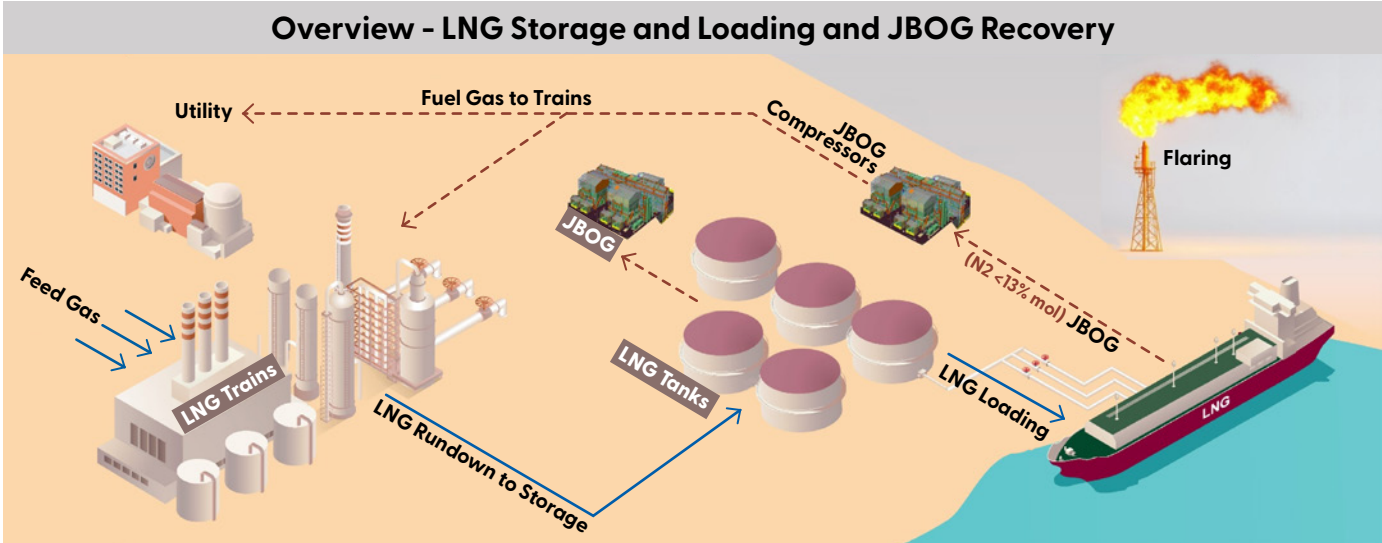 Overview - LNG Storage and Loading and JBOG Recovery
Utility
Fuel Gas to Trains
JBOG
Compressors
Flaring
JBOG
(N2 <13% mol) JBOG
Feed Gas
LNG Trains
LNG Tanks
LNG Rundown to Storage
LNG Loading
LNG